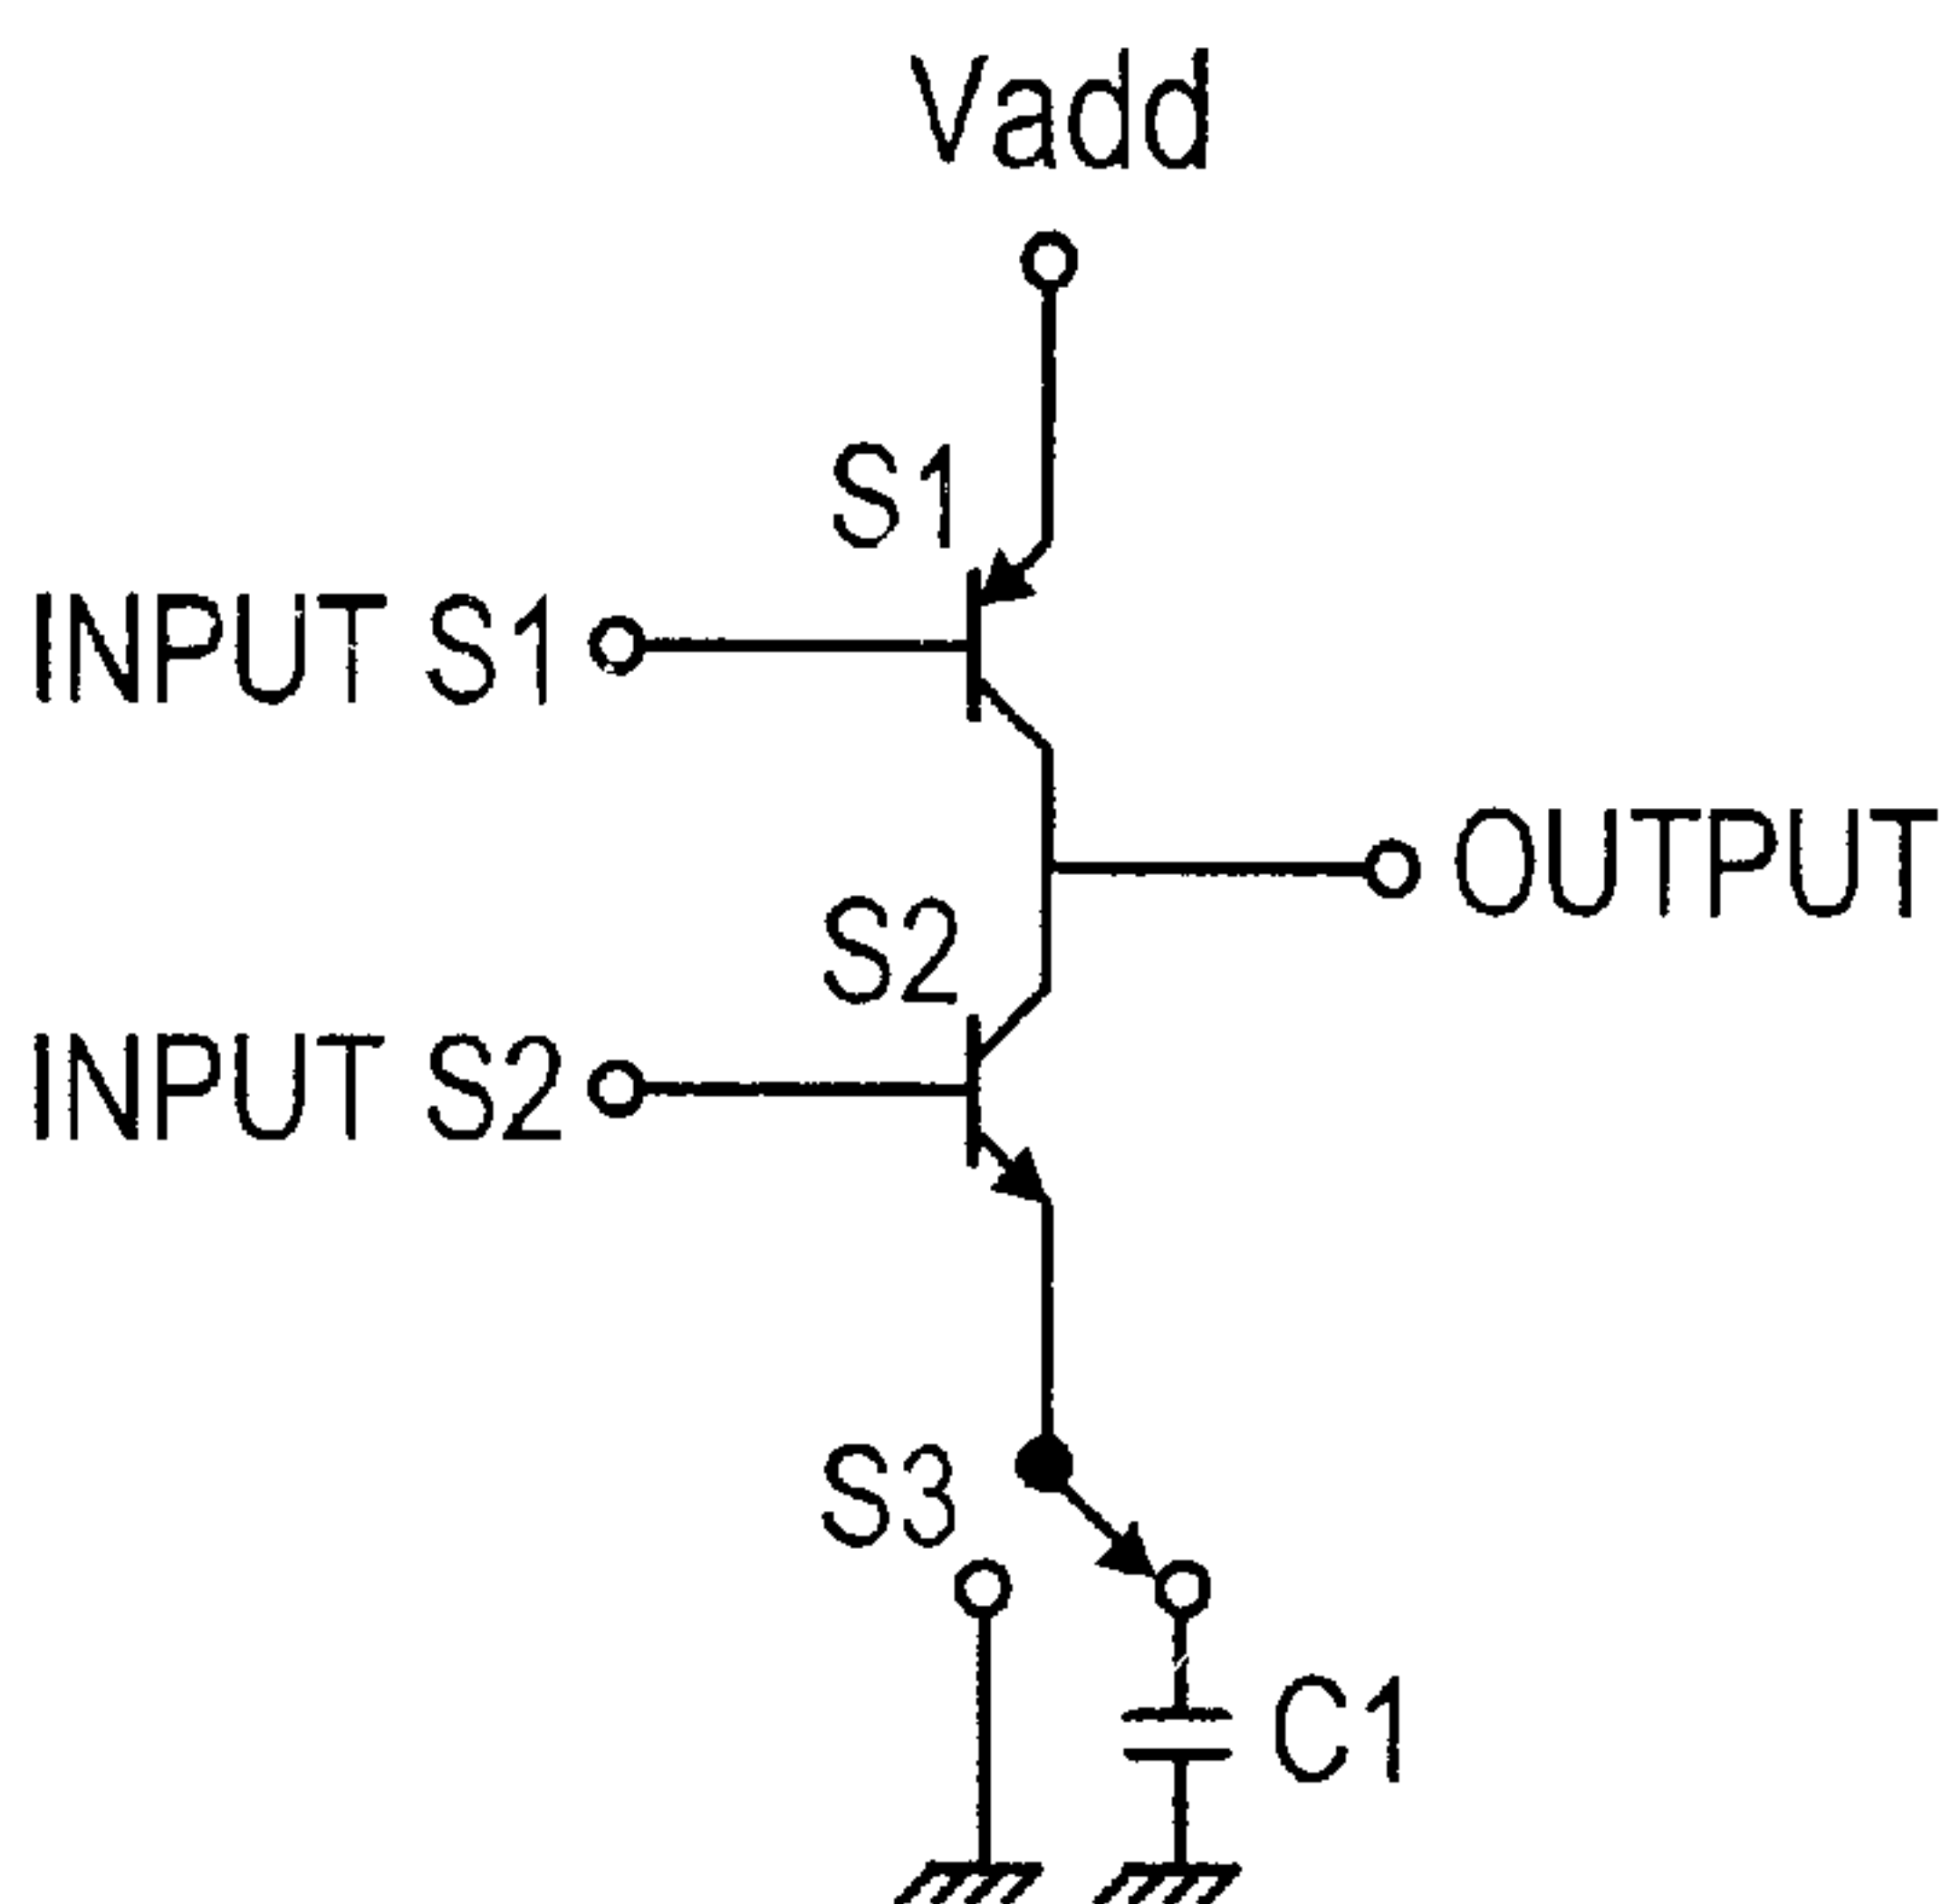 Vadd
S1
INPUT S1
OUTPUT
S2
INPUT S2
S3
C1